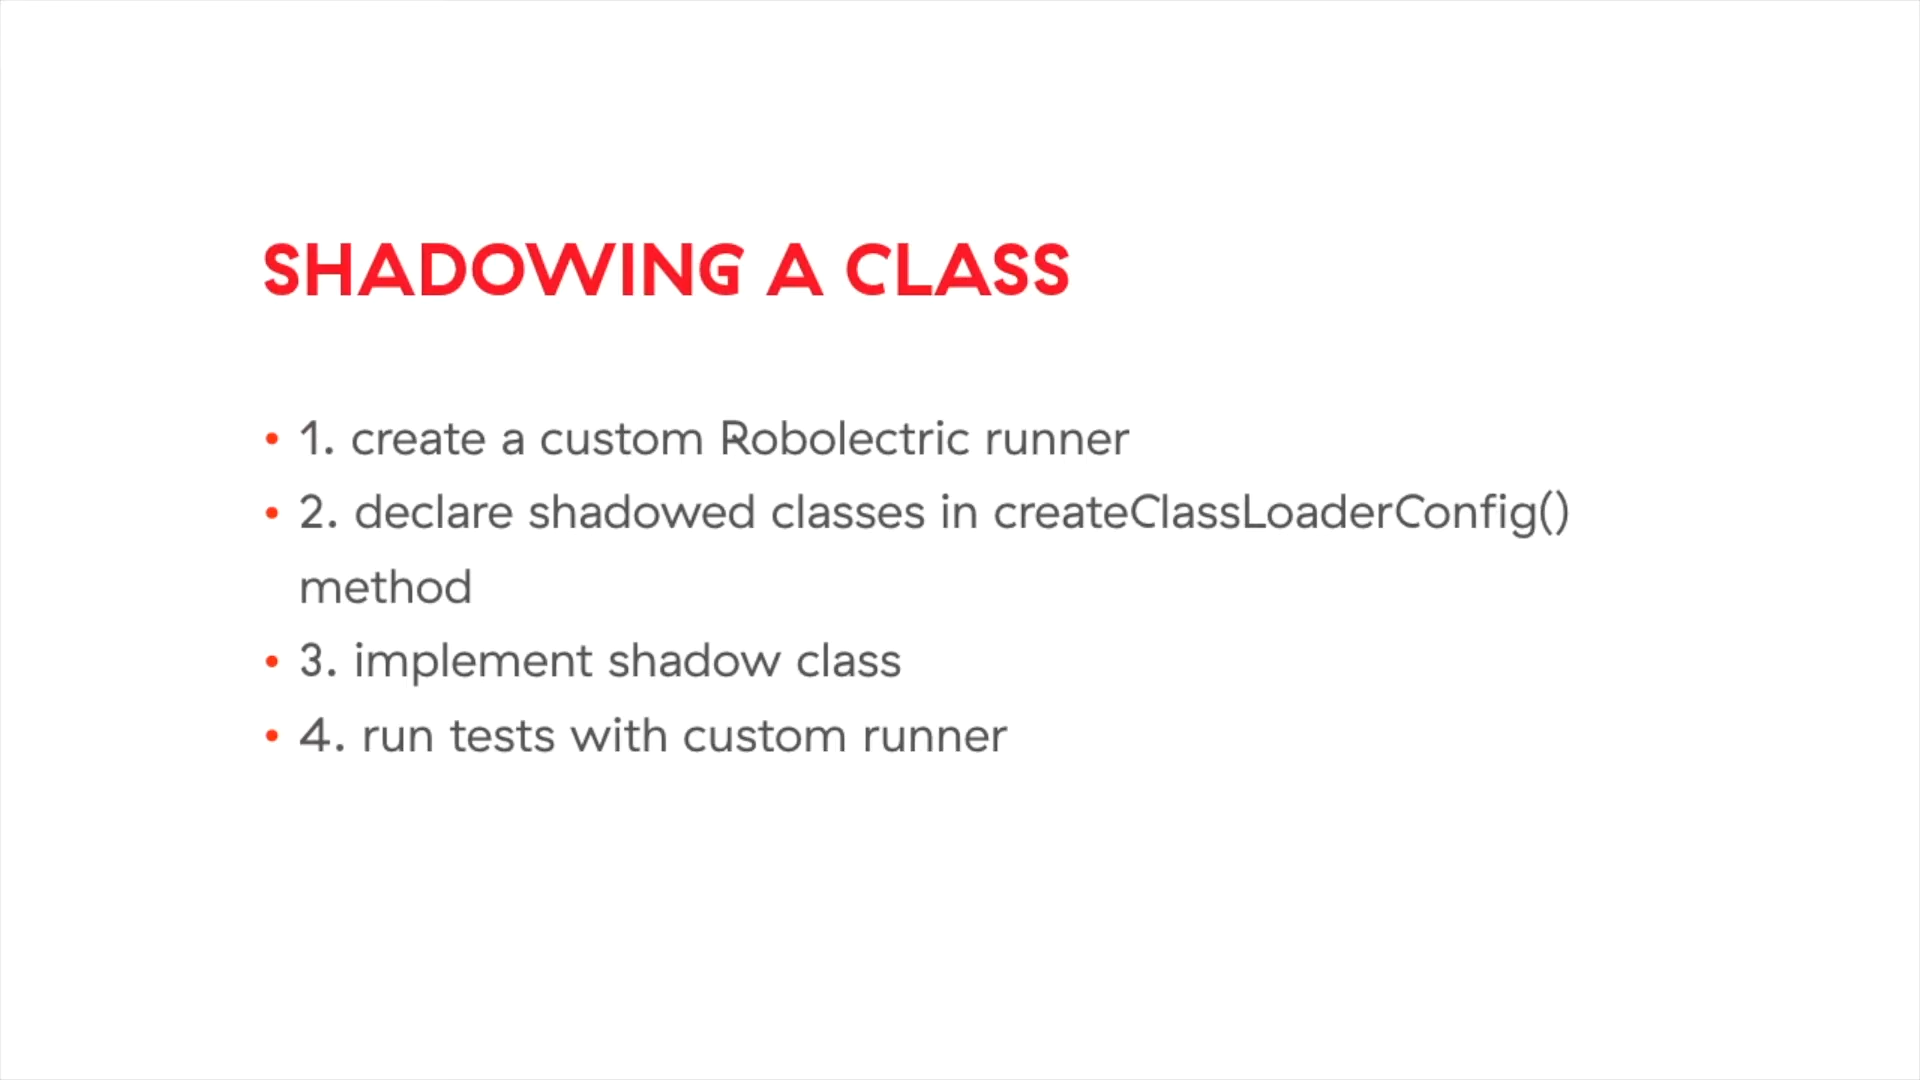 SHADOWING A CLASS
• 1. create a custom Robolectric runner
• 2. declare shadowed classes in createClassLoaderConfig()
method
• 3. implement shadow class
• 4. run tests with custom runner